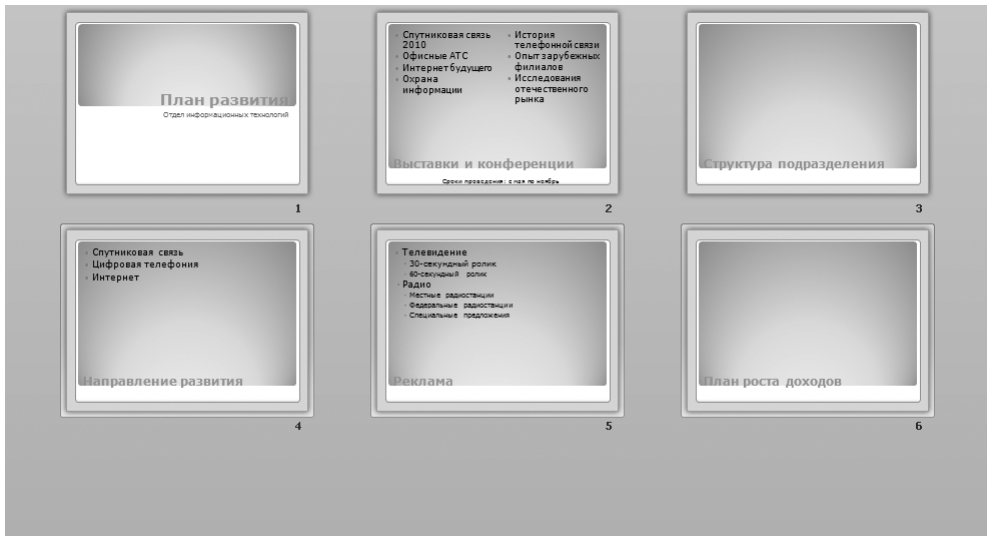 План развития
Отдел информационных технологий
1
Спутниковая связь
2010
Офисные АТС
Интернет будущего
Охрана
информации
История
телефонной связи
Опыт зарубежных
филиалов
Исследования
отечественного
рынка
Выставки и конференции
Сроки проведения: с мая по ноябрь
2
Структура подразделения
3
Спутниковая связь
Цифровая телефония
Интернет
Направление развития
4
Телевидение
30-секундный ролик
60-секундный ролик
Радио
Местные радиостанции
Федеральные радиостанции
Специальные предложения
Реклама
5
План роста доходов
6